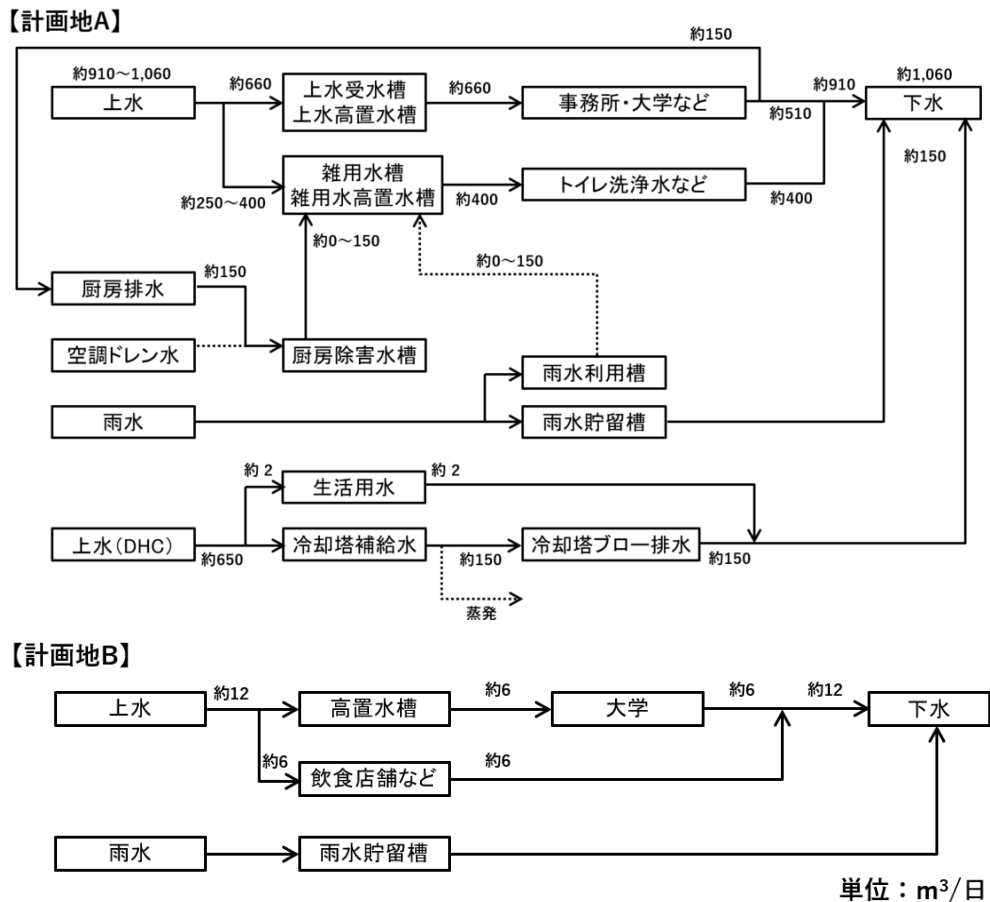 【計画地A】
約150
約910～1,060
約660
約660
約910
約1,060
上水
上水受水槽
上水高置水槽
事務所・大学など
下水
約510
約150
雑用水槽
雑用水高置水槽
トイレ洗浄水など
約250～400
約400
約400
約0～150
約0～150
約150
厨房排水
空調ドレン水
厨房除害水槽
雨水利用槽
雨水
雨水貯留槽
約 2
約 2
生活用水
上水(DHC)
冷却塔補給水
冷却塔ブロー排水
約650
約150
約150
蒸発
【計画地B】
約12
約6
約6
約12
上水
高置水槽
大学
下水
約6
約6
飲食店舗など
雨水
雨水貯留槽
単位：m³/日